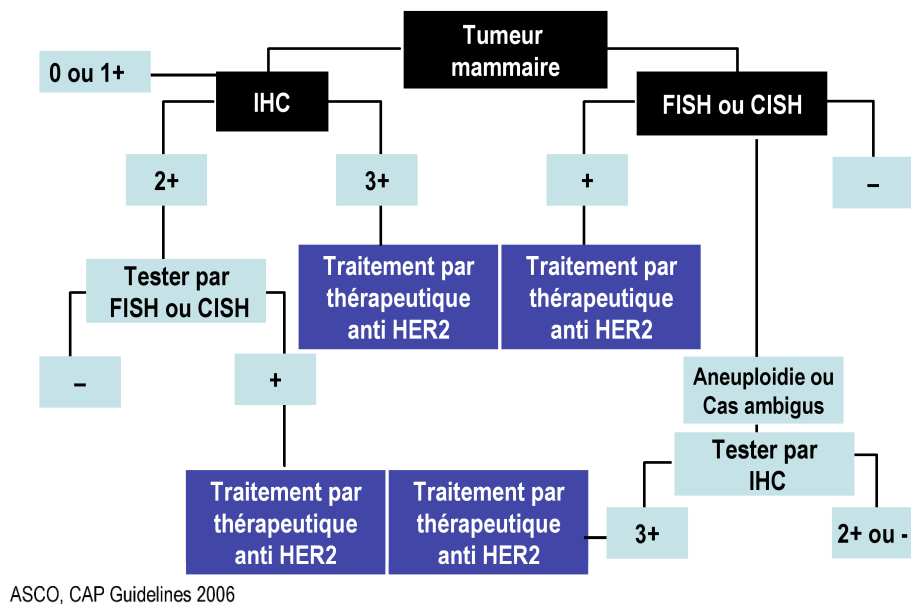 Tumeur
mammaire
0 ou 1+
IHC
FISH ou CISH
2+
3+
+
–
Tester par
FISH ou CISH
Traitement par
thérapeutique
anti HER2
Traitement par
thérapeutique
anti HER2
–
+
Aneuploidie ou
Cas ambigus
Tester par
IHC
Traitement par
thérapeutique
anti HER2
Traitement par
thérapeutique
anti HER2
3+
2+ ou -
ASCO, CAP Guidelines 2006